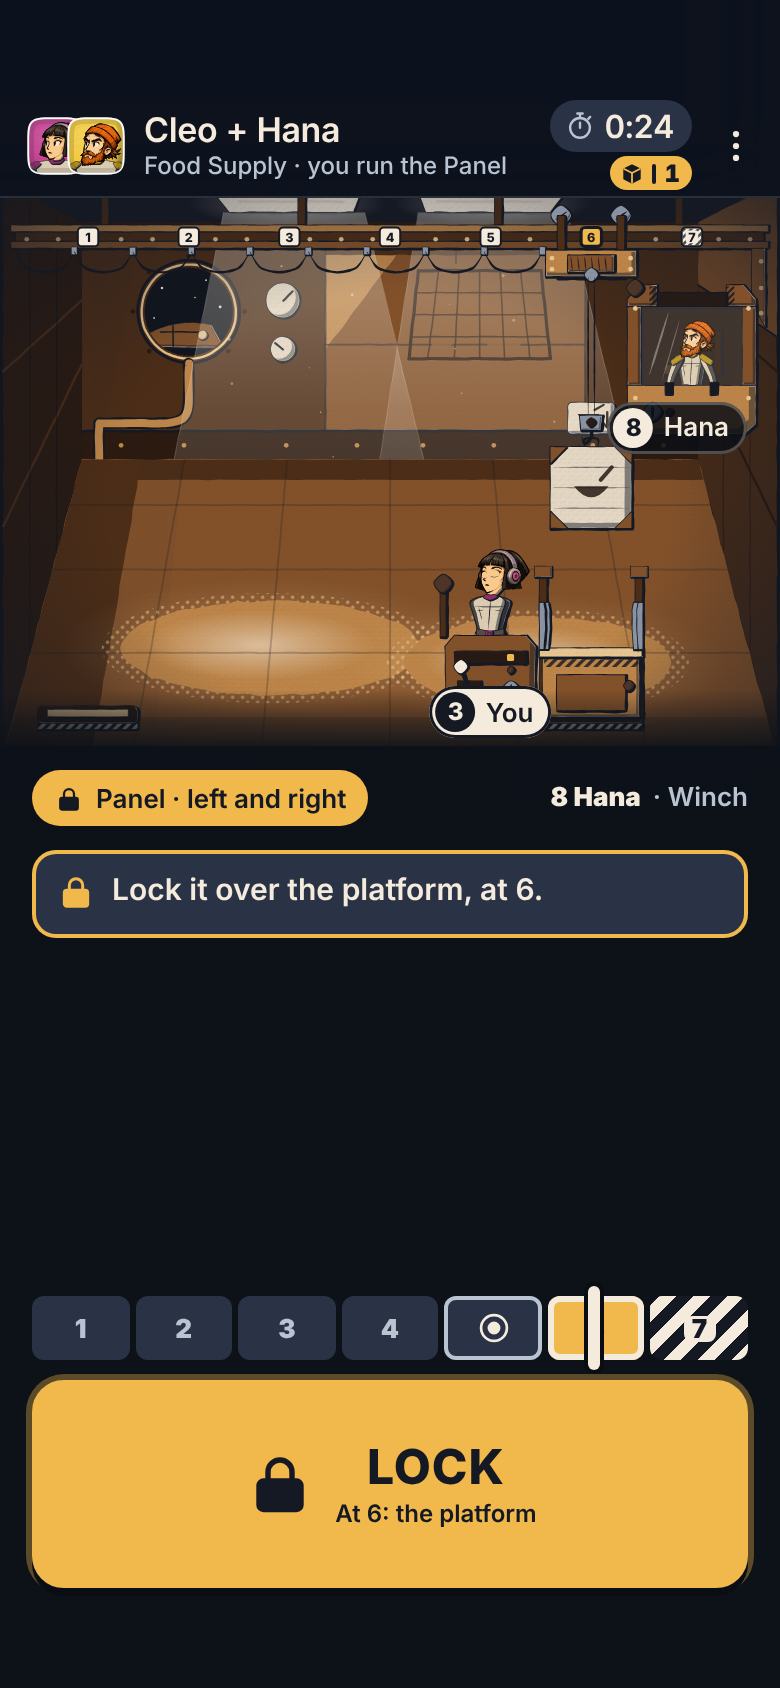 Cleo + Hana
Food Supply · you run the Panel
0:24
1
1 2 3 4 5 6 7
8 Hana
3 You
Panel · left and right
8 Hana · Winch
Lock it over the platform, at 6.
1 2 3 4 7
LOCK
At 6: the platform